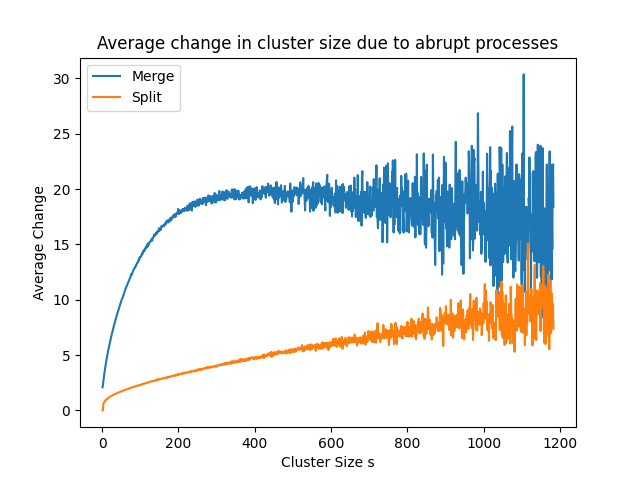 Average change in cluster size due to abrupt processes
Merge
Split
30
25
20
15
10
5
0
Average Change
0 200 400 600 800 1000 1200
Cluster Size s